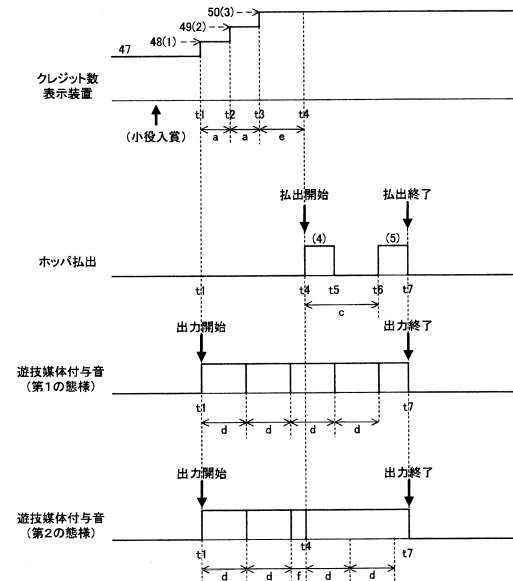 50(3)
49(2)
48(1)
47
クレジット数
表示装置
t1 t2 t3 t4
(小役入賞)
a a e
払出開始 払出終了
(4) (5)
ホッパ払出
t1 t4 t5 t6 t7
c
出力開始 出力終了
遊技媒体付与音
(第1の態様)
t1 t7
d d d d
出力開始 出力終了
遊技媒体付与音
(第2の態様)
t1 t4 t7
d d f d d